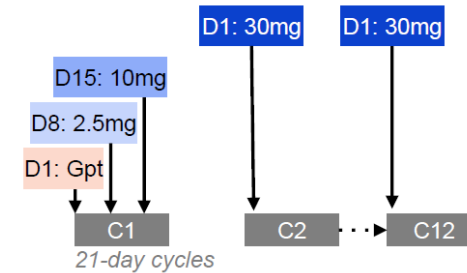 D1: 30mg
D1: 30mg
D15: 10mg
D8: 2.5mg
D1: Gpt
C1
C2
C12
21-day cycles